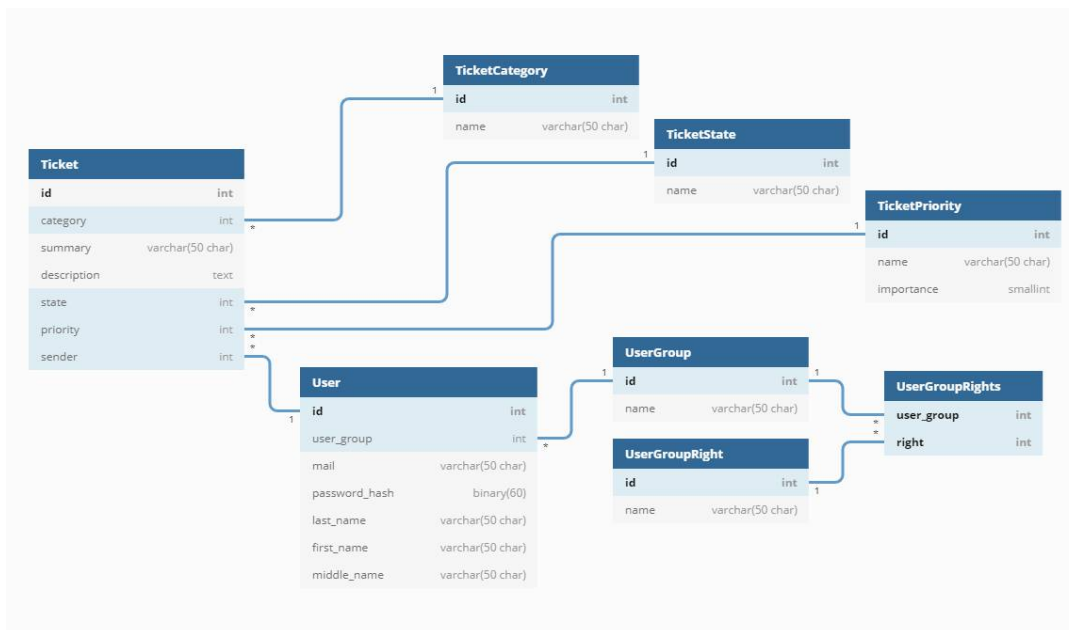 TicketCategory
1
id int
name varchar(50 char)
TicketState
1
id int
name varchar(50 char)
Ticket
id int
category int
*
summary varchar(50 char)
description text
state int
*
priority int
*
*
sender int
TicketPriority
1
id int
name varchar(50 char)
importance smallint
User
1
id int
user_group int
*
mail varchar(50 char)
password_hash binary(60)
last_name varchar(50 char)
first_name varchar(50 char)
middle_name varchar(50 char)
UserGroup
1
id int
1
name varchar(50 char)
UserGroupRight
id int
1
name varchar(50 char)
UserGroupRights
user_group int
*
*
right int